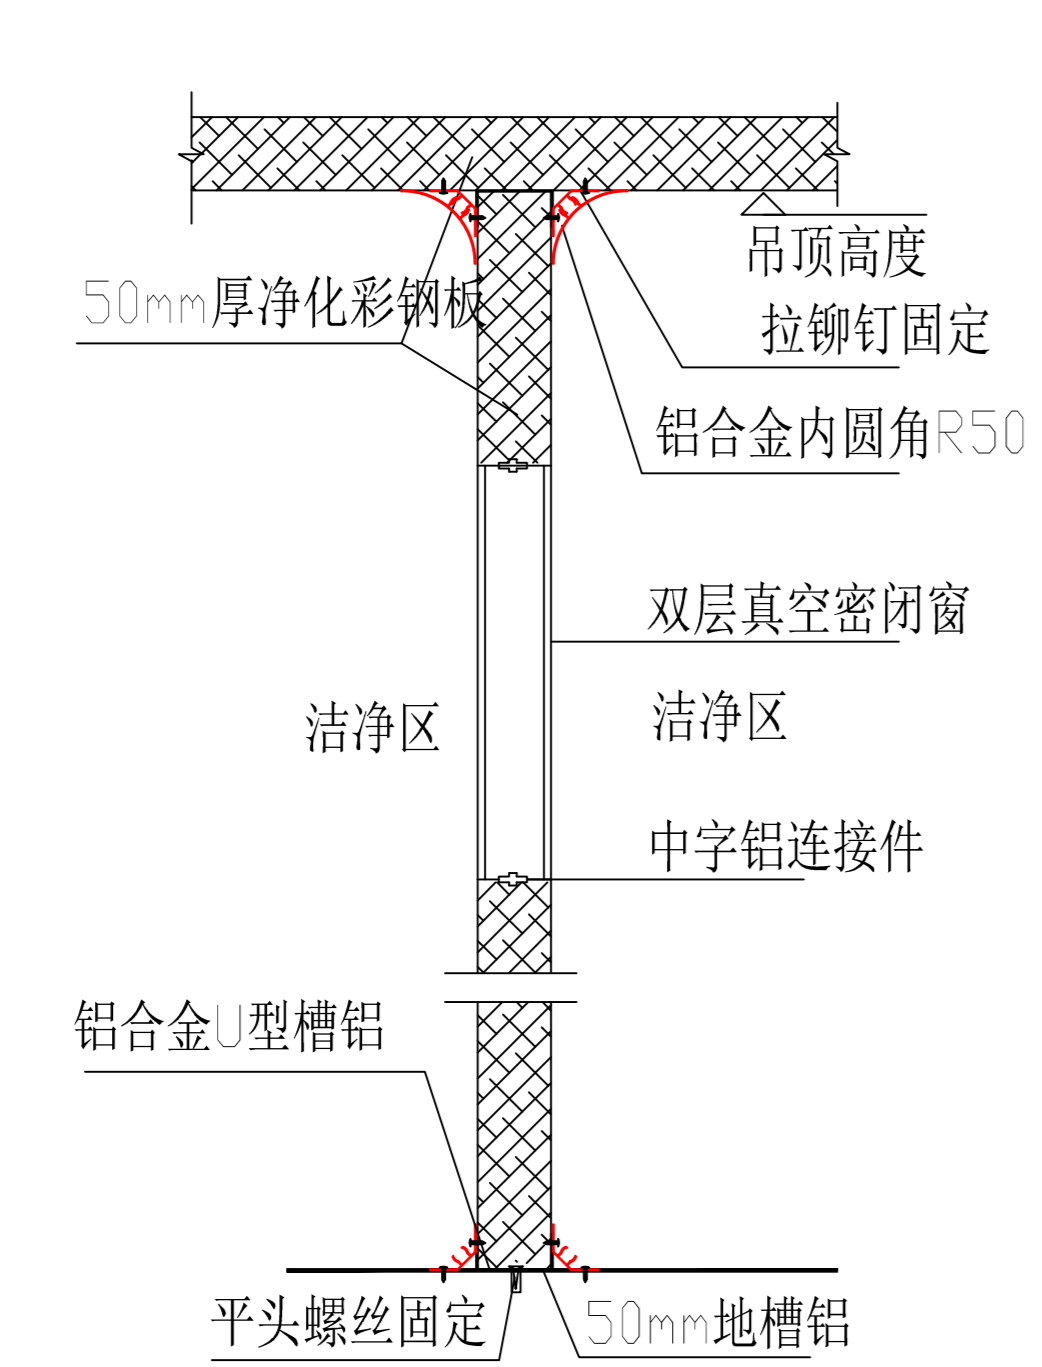 吊顶高度
50mm厚净化彩钢板
拉铆钉固定
铝合金内圆角R50
双层真空密闭窗
洁净区
洁净区
中字铝连接件
铝合金U型槽铝
平头螺丝固定
50mm地槽铝